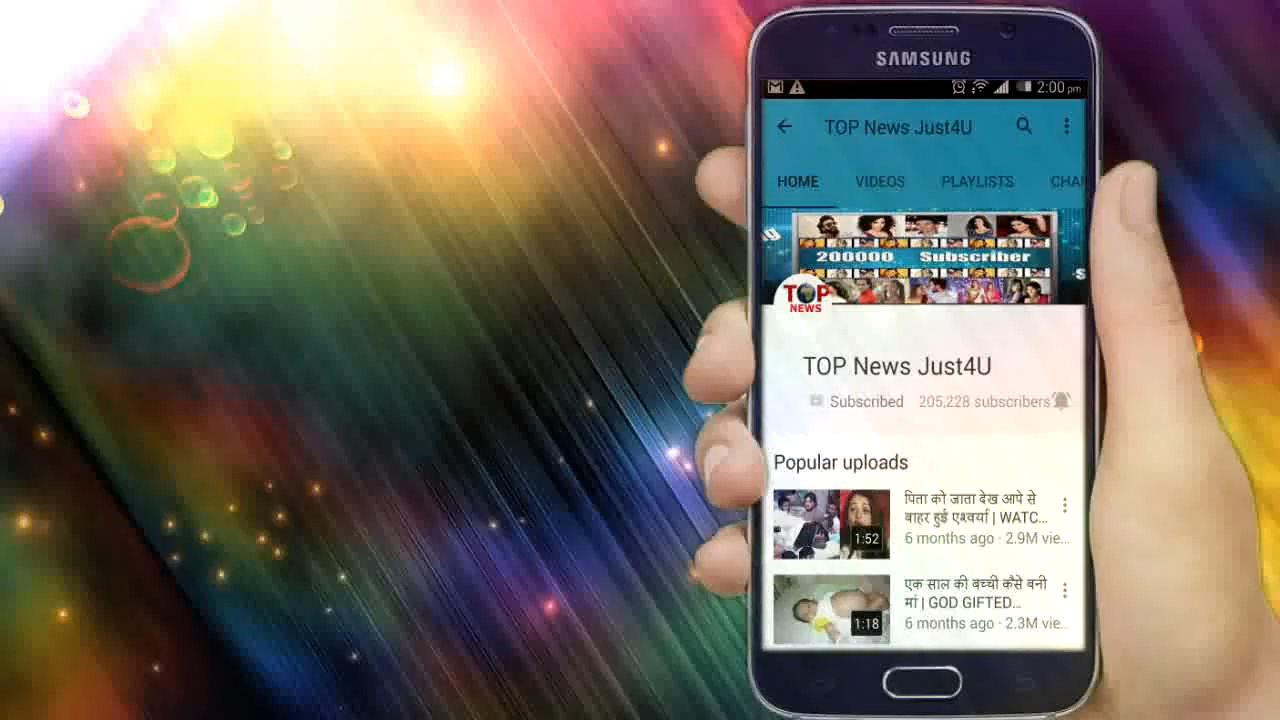 SAMSUNG
2:00 pm
TOP News Just4U
HOME VIDEOS PLAYLISTS CHA
200000 Subscriber
TOP
NEWS
TOP News Just4U
Subscribed 205,228 subscribers
Popular uploads
पिता को जाता देख आपे से
बाहर हुई एश्वर्या | WATC...
6 months ago · 2.9M vie...
1:52
एक साल की बच्ची कैसे बनी
मां | GOD GIFTED...
6 months ago · 2.3M vie...
1:18